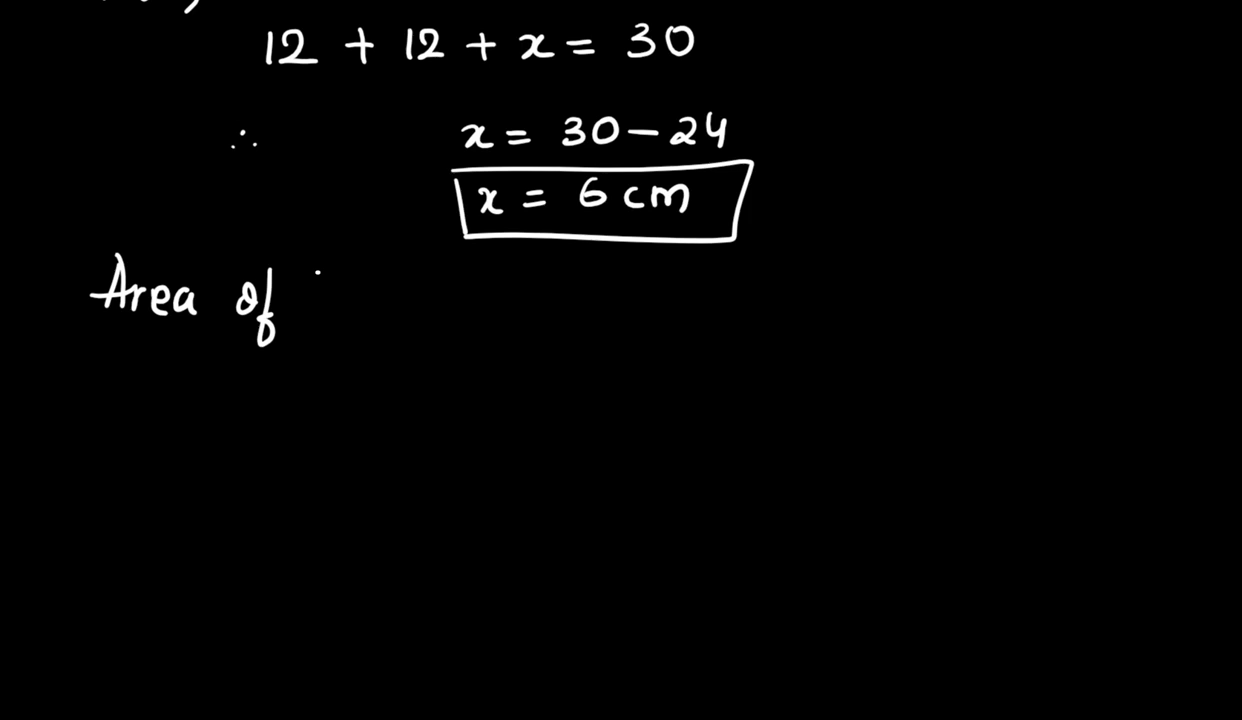 12 + 12 + x = 30
∴ x = 30 - 24
x = 6 cm
Area of